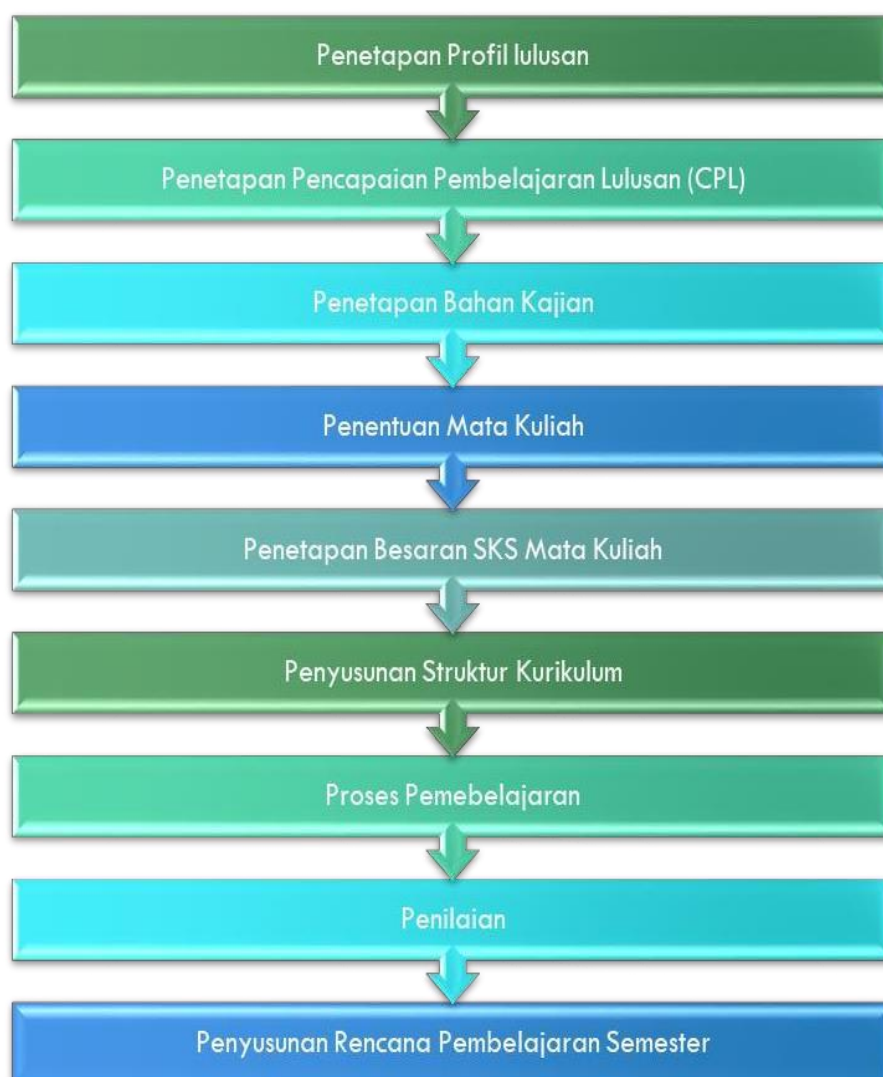 Penetapan Profil lulusan
Penetapan Pencapaian Pembelajaran Lulusan (CPL)
Penetapan Bahan Kajian
Penentuan Mata Kuliah
Penetapan Besaran SKS Mata Kuliah
Penyusunan Struktur Kurikulum
Proses Pemebelajaran
Penilaian
Penyusunan Rencana Pembelajaran Semester